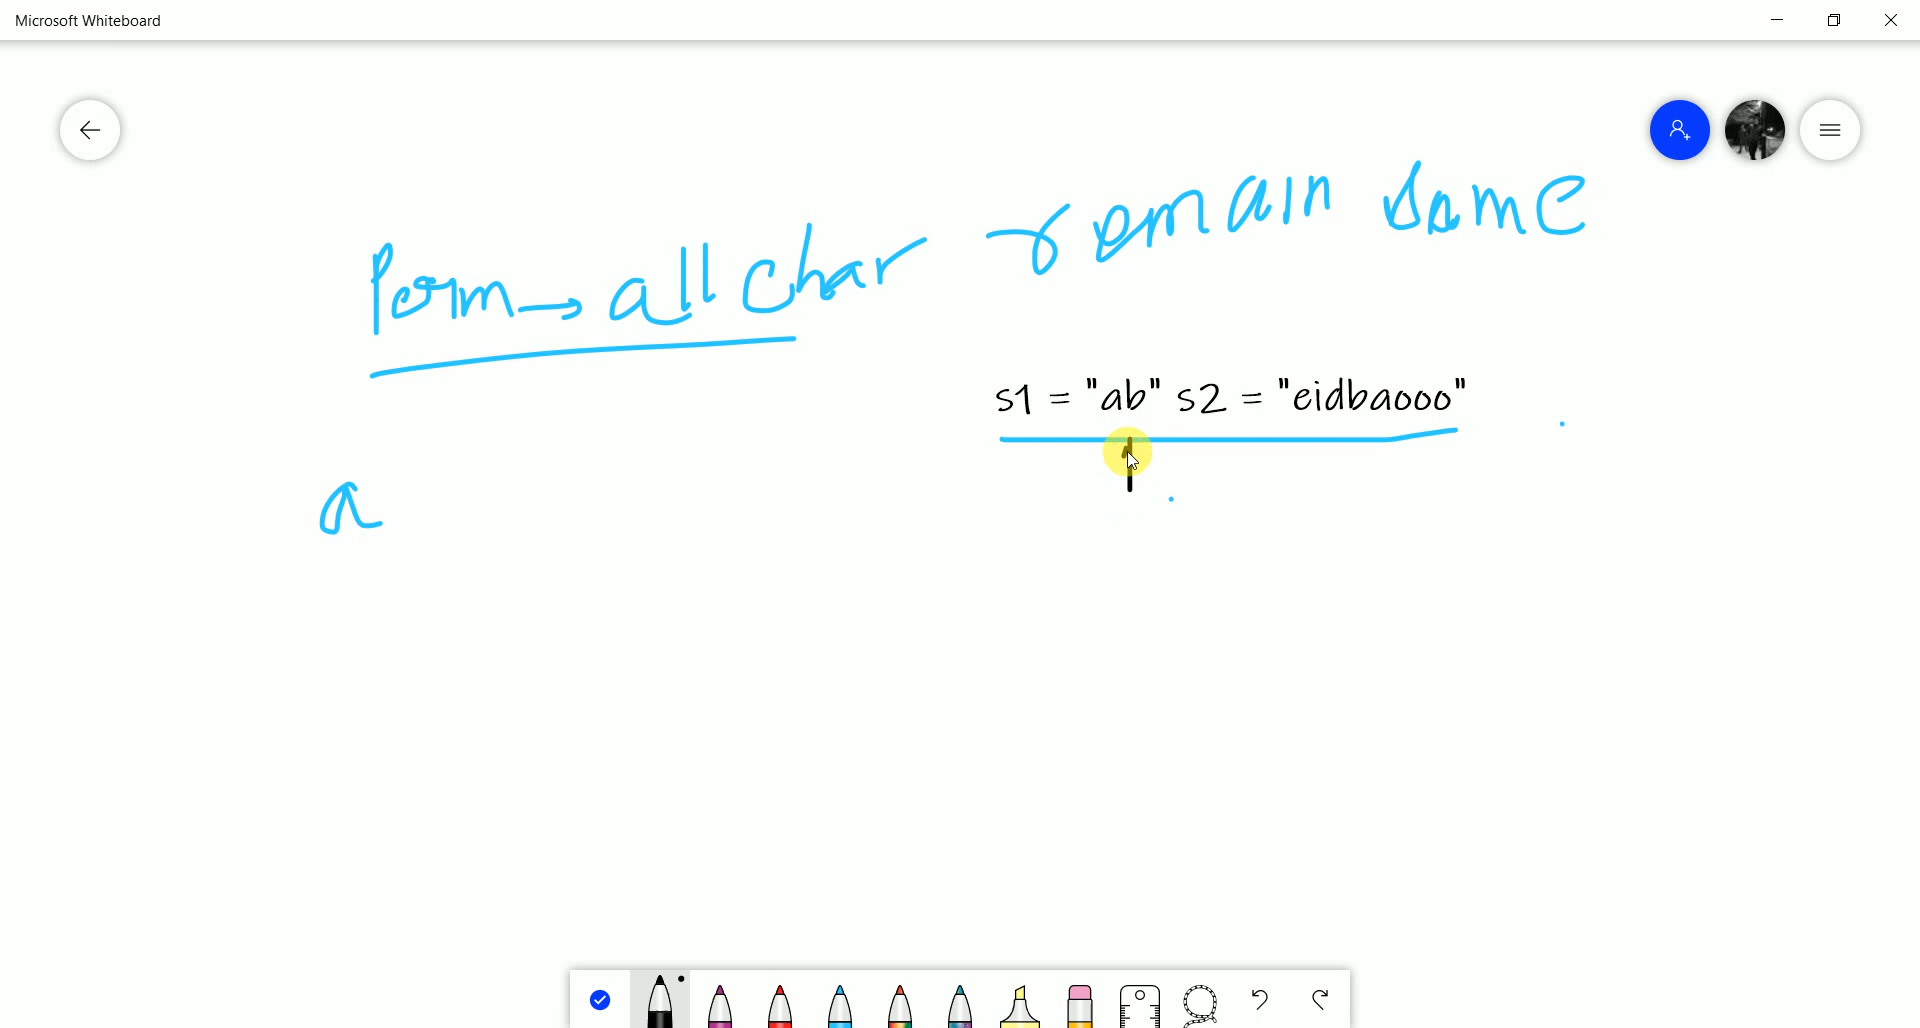 Microsoft Whiteboard
Perm → all char remain same
s1 = "ab" s2 = "eidbaooo"
a